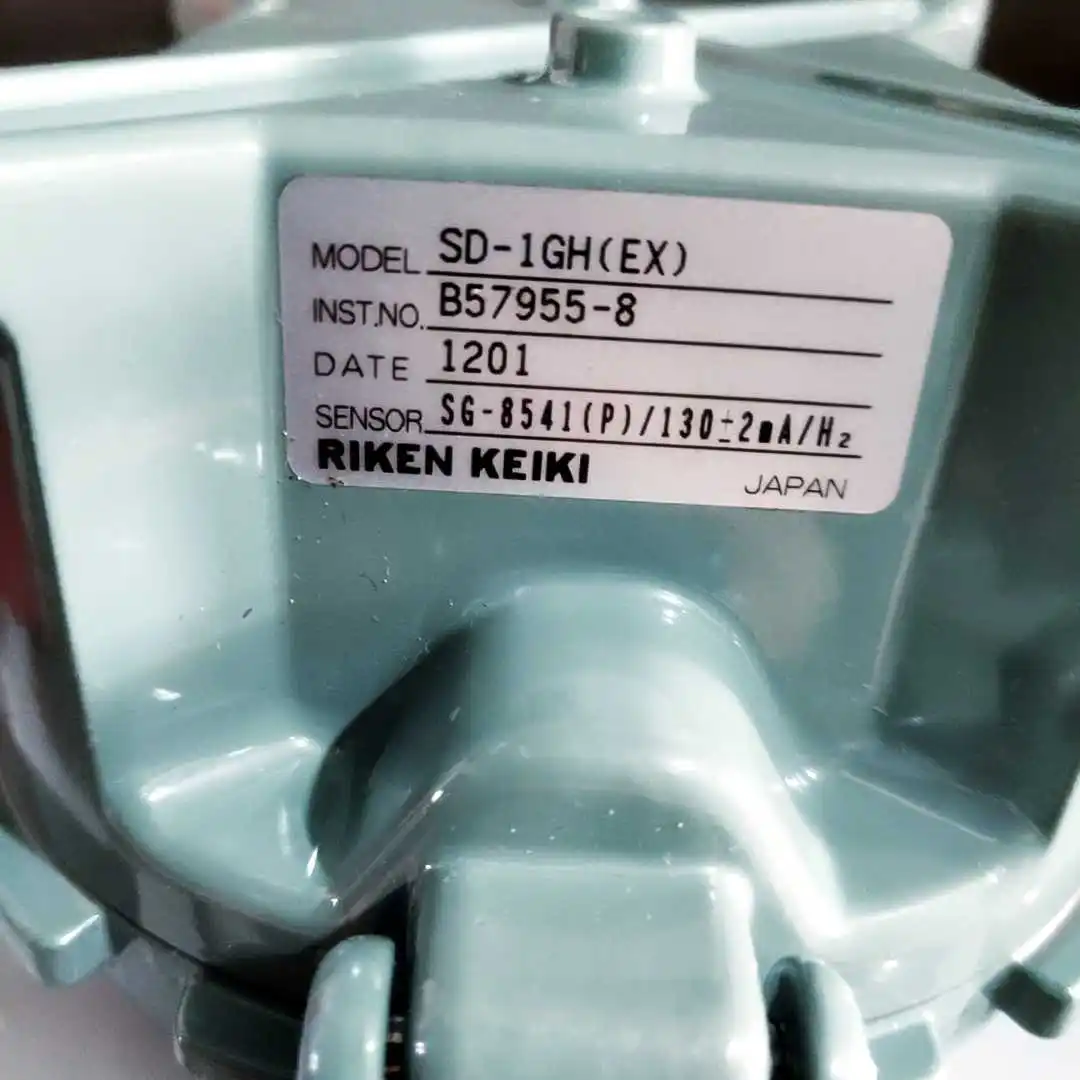 MODEL SD-1GH(EX)
INST.NO. B57955-8
DATE 1201
SENSOR SG-8541(P)/130±2mA/H₂
RIKEN KEIKI JAPAN